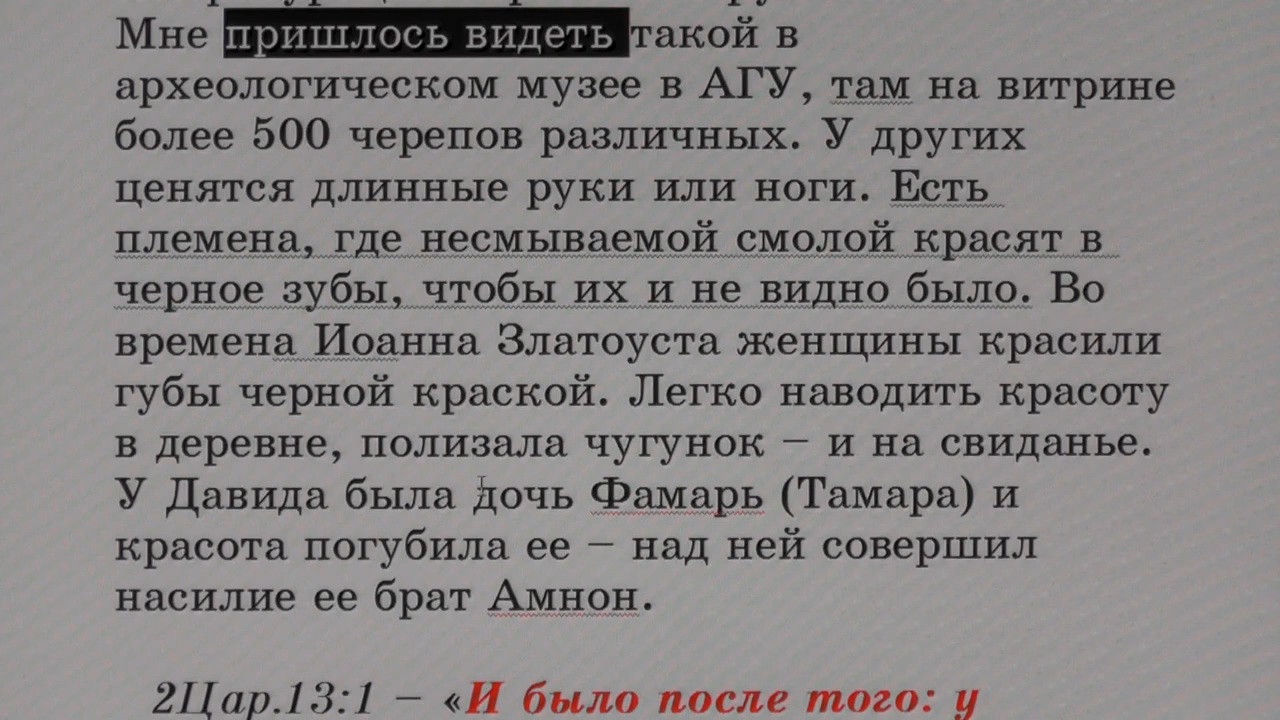 Мне пришлось видеть такой в
археологическом музее в АГУ, там на витрине
более 500 черепов различных. У других
ценятся длинные руки или ноги. Есть
племена, где несмываемой смолой красят в
черное зубы, чтобы их и не видно было. Во
времена Иоанна Златоуста женщины красили
губы черной краской. Легко наводить красоту
в деревне, полизала чугунок – и на свиданье.
У Давида была дочь Фамарь (Тамара) и
красота погубила ее – над ней совершил
насилие ее брат Амнон.
2Цар.13:1 – «И было после того: у